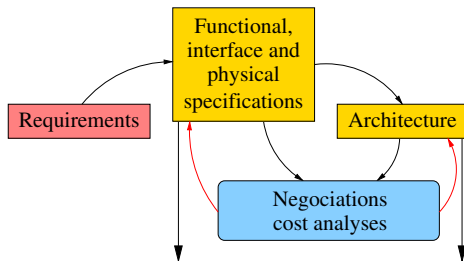 Functional,
interface and
physical
specifications
Requirements
Architecture
Negociations
cost analyses